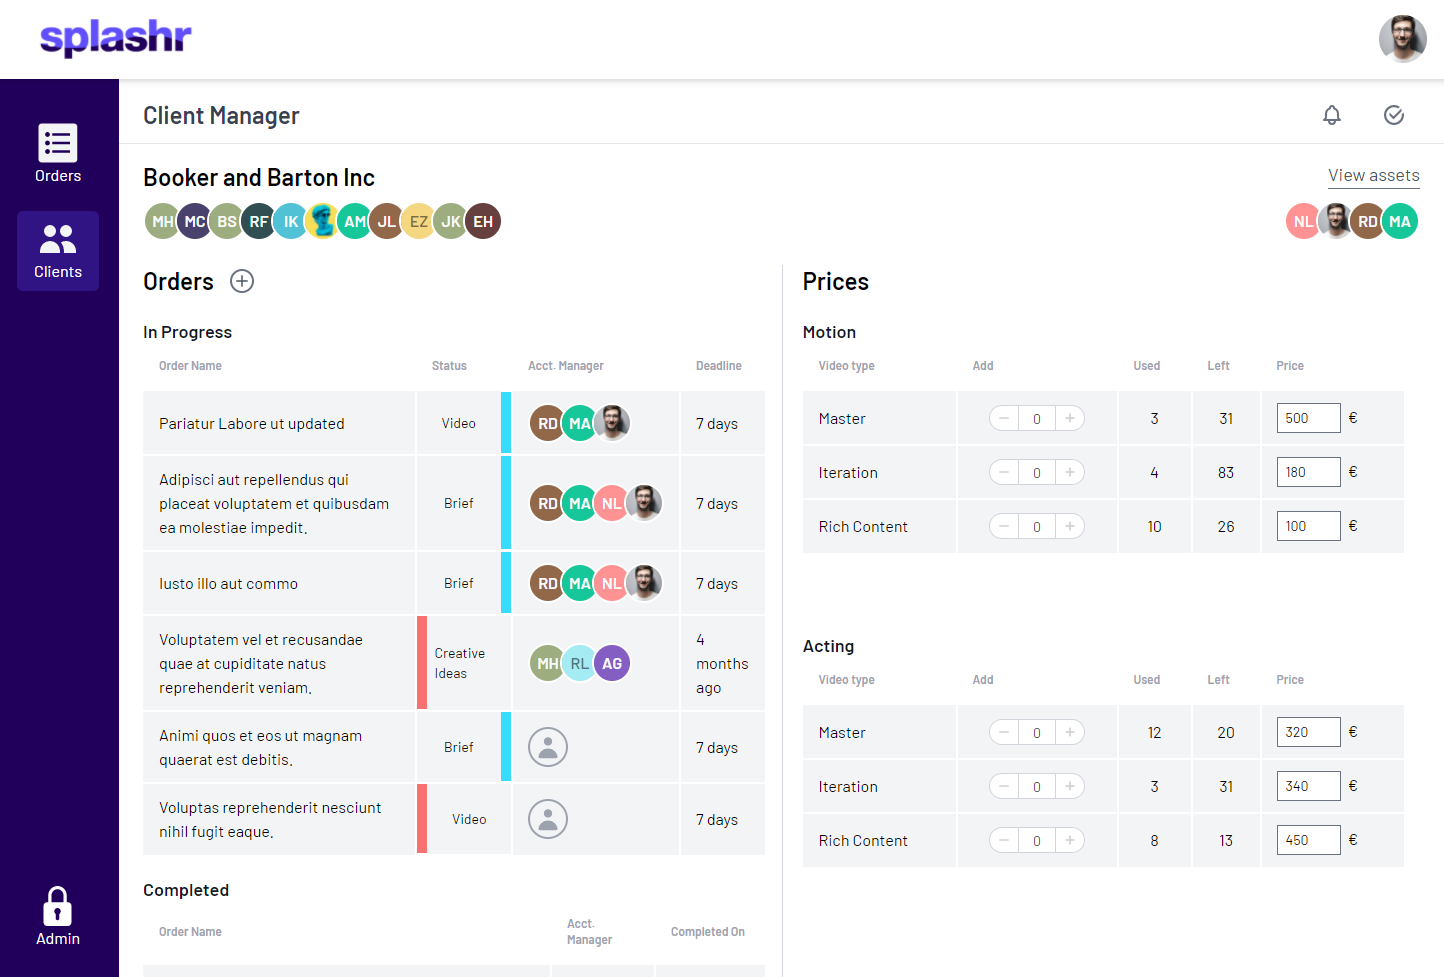 splashr
Client Manager
Orders
Clients
Admin
Booker and Barton Inc
View assets
MH MC BS RF IK AM JL EZ JK EH
NL RD MA
Orders
In Progress
Order Name Status Acct. Manager Deadline
Pariatur Labore ut updated Video RD MA 7 days
Adipisci aut repellendus qui
placeat voluptatem et quibusdam
ea molestiae impedit.
Brief RD MA NL 7 days
Iusto illo aut commo Brief RD MA NL 7 days
Voluptatem vel et recusandae
quae at cupiditate natus
reprehenderit veniam.
Creative
Ideas
MH RL AG
4
months
ago
Animi quos et eos ut magnam
quaerat est debitis.
Brief 7 days
Voluptas reprehenderit nesciunt
nihil fugit eaque.
Video 7 days
Completed
Order Name
Acct.
Manager
Completed On
Prices
Motion
Video type Add Used Left Price
Master − 0 + 3 31 500 €
Iteration − 0 + 4 83 180 €
Rich Content − 0 + 10 26 100 €
Acting
Video type Add Used Left Price
Master − 0 + 12 20 320 €
Iteration − 0 + 3 31 340 €
Rich Content − 0 + 8 13 450 €